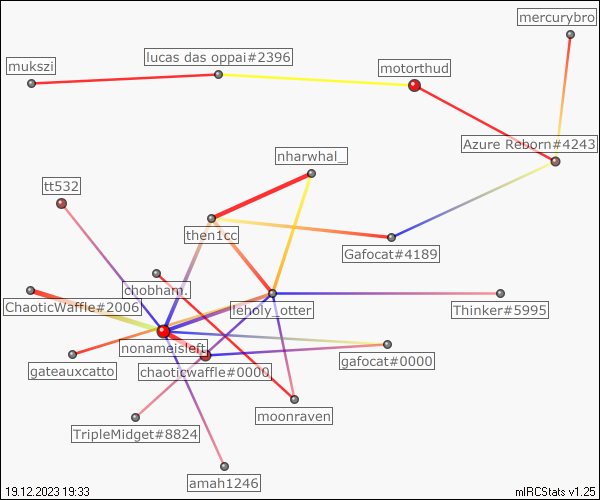 mercurybro
lucas das oppai#2396
mukszi
motorthud
Azure Reborn#4243
nharwhal_
tt532
then1cc
Gafocat#4189
cnobham.
ChaoticWaffle#2006
leholy_otter
Thinker#5995
nonameisleft
gafocat#0000
gateauxcatto
chaoticwaffle#0000
moonraven
TripleMidget#8824
amah1246
19.12.2023 19:33
mIRCStats v1.25